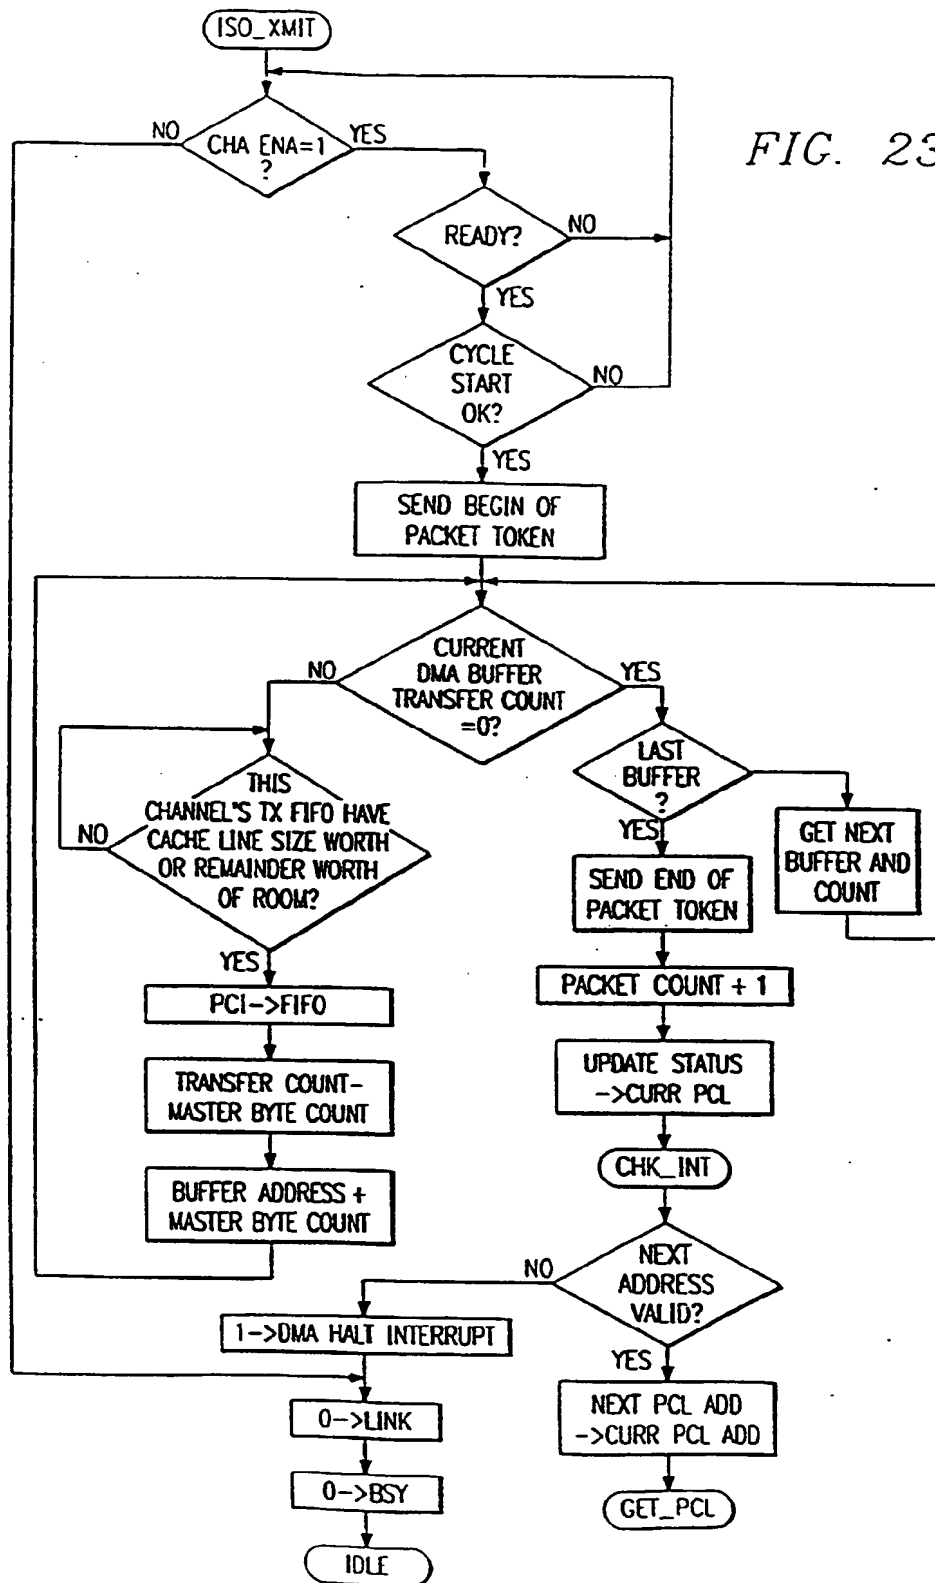 ISO_XMIT
FIG. 23
NO
CHA ENA=1
?
YES
READY?
NO
YES
CYCLE
START
OK?
NO
YES
SEND BEGIN OF
PACKET TOKEN
CURRENT
DMA BUFFER
TRANSFER COUNT
=0?
NO
YES
LAST
BUFFER
?
YES
GET NEXT
BUFFER AND
COUNT
THIS
CHANNEL'S TX FIFO HAVE
CACHE LINE SIZE WORTH
OR REMAINDER WORTH
OF ROOM?
NO
YES
SEND END OF
PACKET TOKEN
PCI->FIFO
PACKET COUNT + 1
TRANSFER COUNT-
MASTER BYTE COUNT
UPDATE STATUS
->CURR PCL
BUFFER ADDRESS +
MASTER BYTE COUNT
CHK_INT
NEXT
ADDRESS
VALID?
NO
YES
1->DMA HALT INTERRUPT
NEXT PCL ADD
->CURR PCL ADD
0->LINK
0->BSY
GET_PCL
IDLE